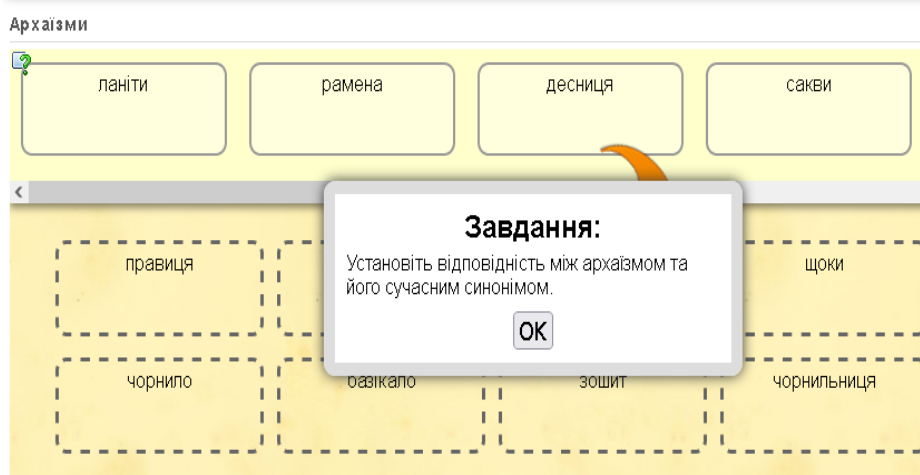 Архаїзми
ланіти
рамена
десниця
сакви
Завдання:
Установіть відповідність між архаїзмом та
його сучасним синонімом.
OK
правиця
щоки
чорнило
базікало
зошит
чорнильниця